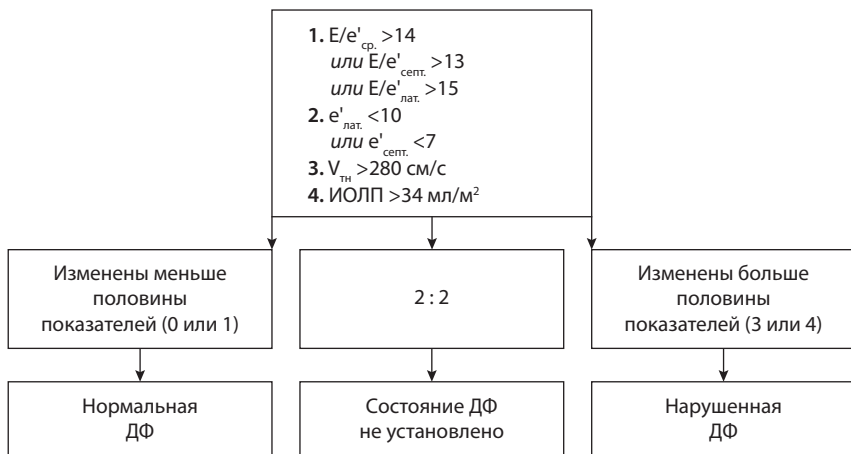 1. E/e'ср. >14
или E/e'септ. >13
или E/e'лат. >15
2. e'лат. <10
или e'септ. <7
3. Vтн >280 см/с
4. ИОЛП >34 мл/м²
Изменены меньше
половины
показателей (0 или 1)
2 : 2
Изменены больше
половины
показателей (3 или 4)
Нормальная
ДФ
Состояние ДФ
не установлено
Нарушенная
ДФ